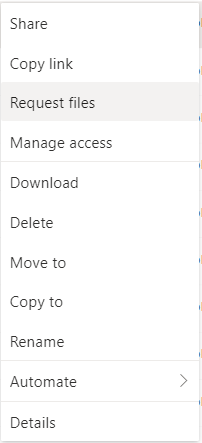 Share
Copy link
Request files
Manage access
Download
Delete
Move to
Copy to
Rename
Automate
Details